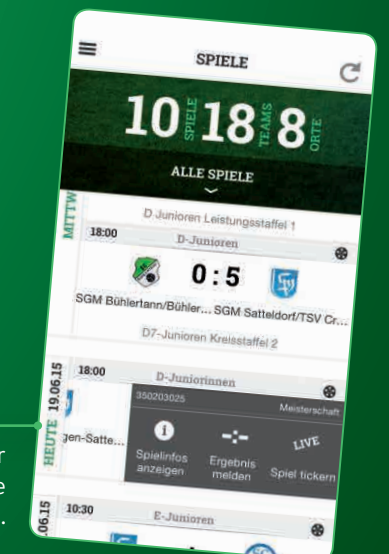 SPIELE
10 SPIELE 18 TEAMS 8 ORTE
ALLE SPIELE
MITTW
D Junioren Leistungsstaffel 1
18:00 D-Junioren
0:5
SGM Bühlertann/Bühler... SGM Satteldorf/TSV Cr...
D7-Junioren Kreisstaffel 2
HEUTE 19.06.15
18:00 D-Juniorinnen
350203025 Meisterschaft
gen-Satte...
Spielinfos anzeigen
Ergebnis melden
LIVE
Spiel tickern
06.15
10:30 E-Junioren
r
e
.